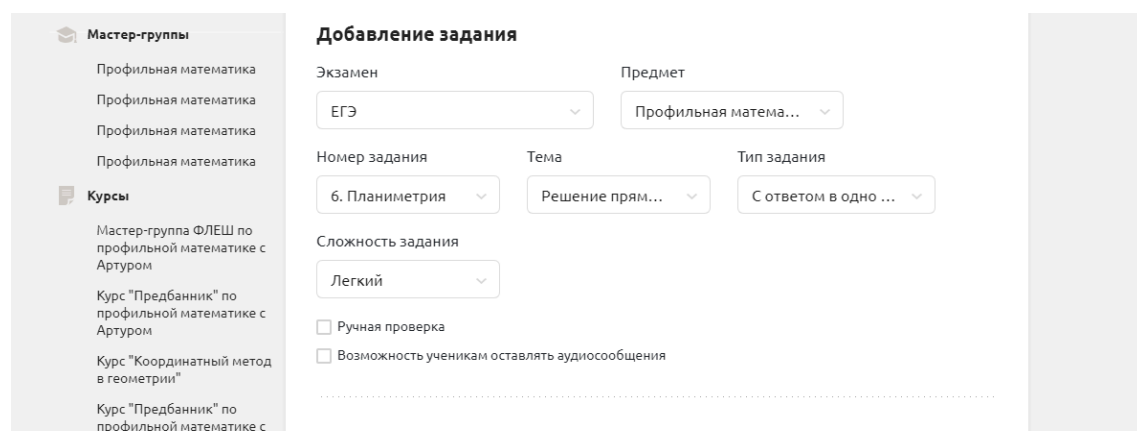 Мастер-группы
Профильная математика
Профильная математика
Профильная математика
Профильная математика
Курсы
Мастер-группа ФЛЕШ по
профильной математике с
Артуром
Курс "Предбанник" по
профильной математике с
Артуром
Курс "Координатный метод
в геометрии"
Курс "Предбанник" по
профильной математике с
Добавление задания
Экзамен
Предмет
ЕГЭ
Профильная матема...
Номер задания
Тема
Тип задания
6. Планиметрия
Решение прям...
С ответом в одно ...
Сложность задания
Легкий
Ручная проверка
Возможность ученикам оставлять аудиосообщения